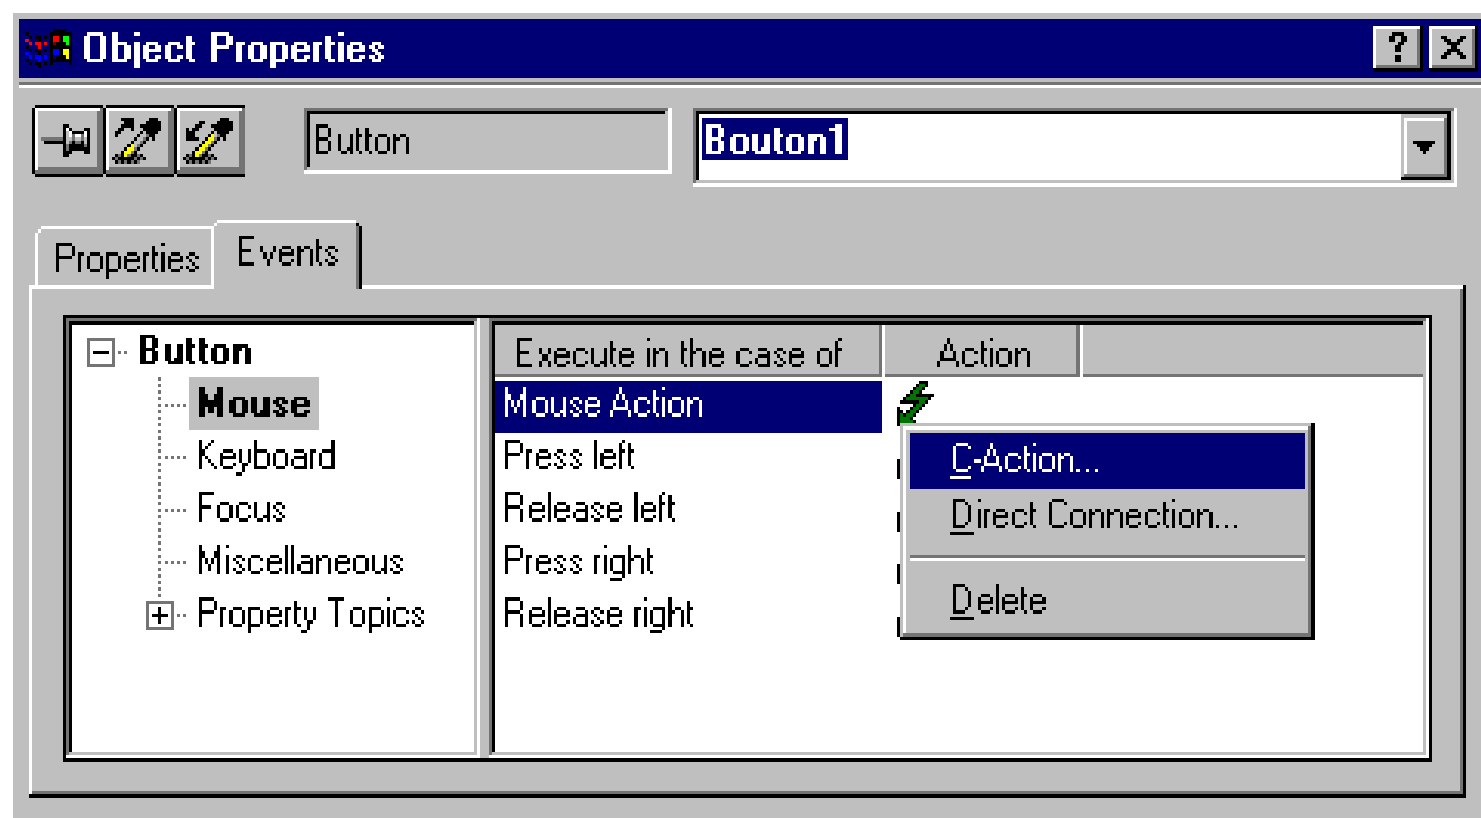 Object Properties
Button Bouton1
Properties Events
Button Execute in the case of Action
Mouse Mouse Action
Keyboard Press left C-Action...
Focus Release left Direct Connection...
Miscellaneous Press right
Property Topics Release right Delete